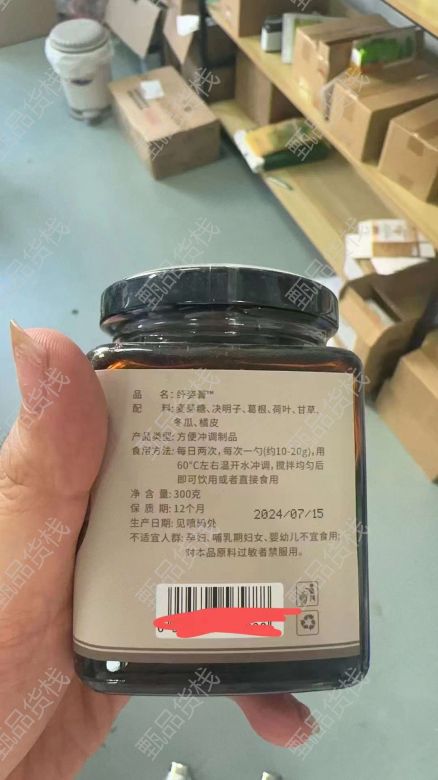 品 名:纾姿膏™
配 料:麦芽糖、决明子、葛根、荷叶、甘草、
冬瓜、橘皮
产品类型:方便冲调制品
食用方法:每日两次,每次一勺(约10-20g),用
60°C左右温开水冲调,搅拌均匀后
即可饮用或者直接食用
净 含 量:300克
保 质 期:12个月
生产日期:见喷码处
2024/07/15
不适宜人群:孕妇、哺乳期妇女、婴幼儿不宜食用;
对本品原料过敏者禁服用。
甄品货栈